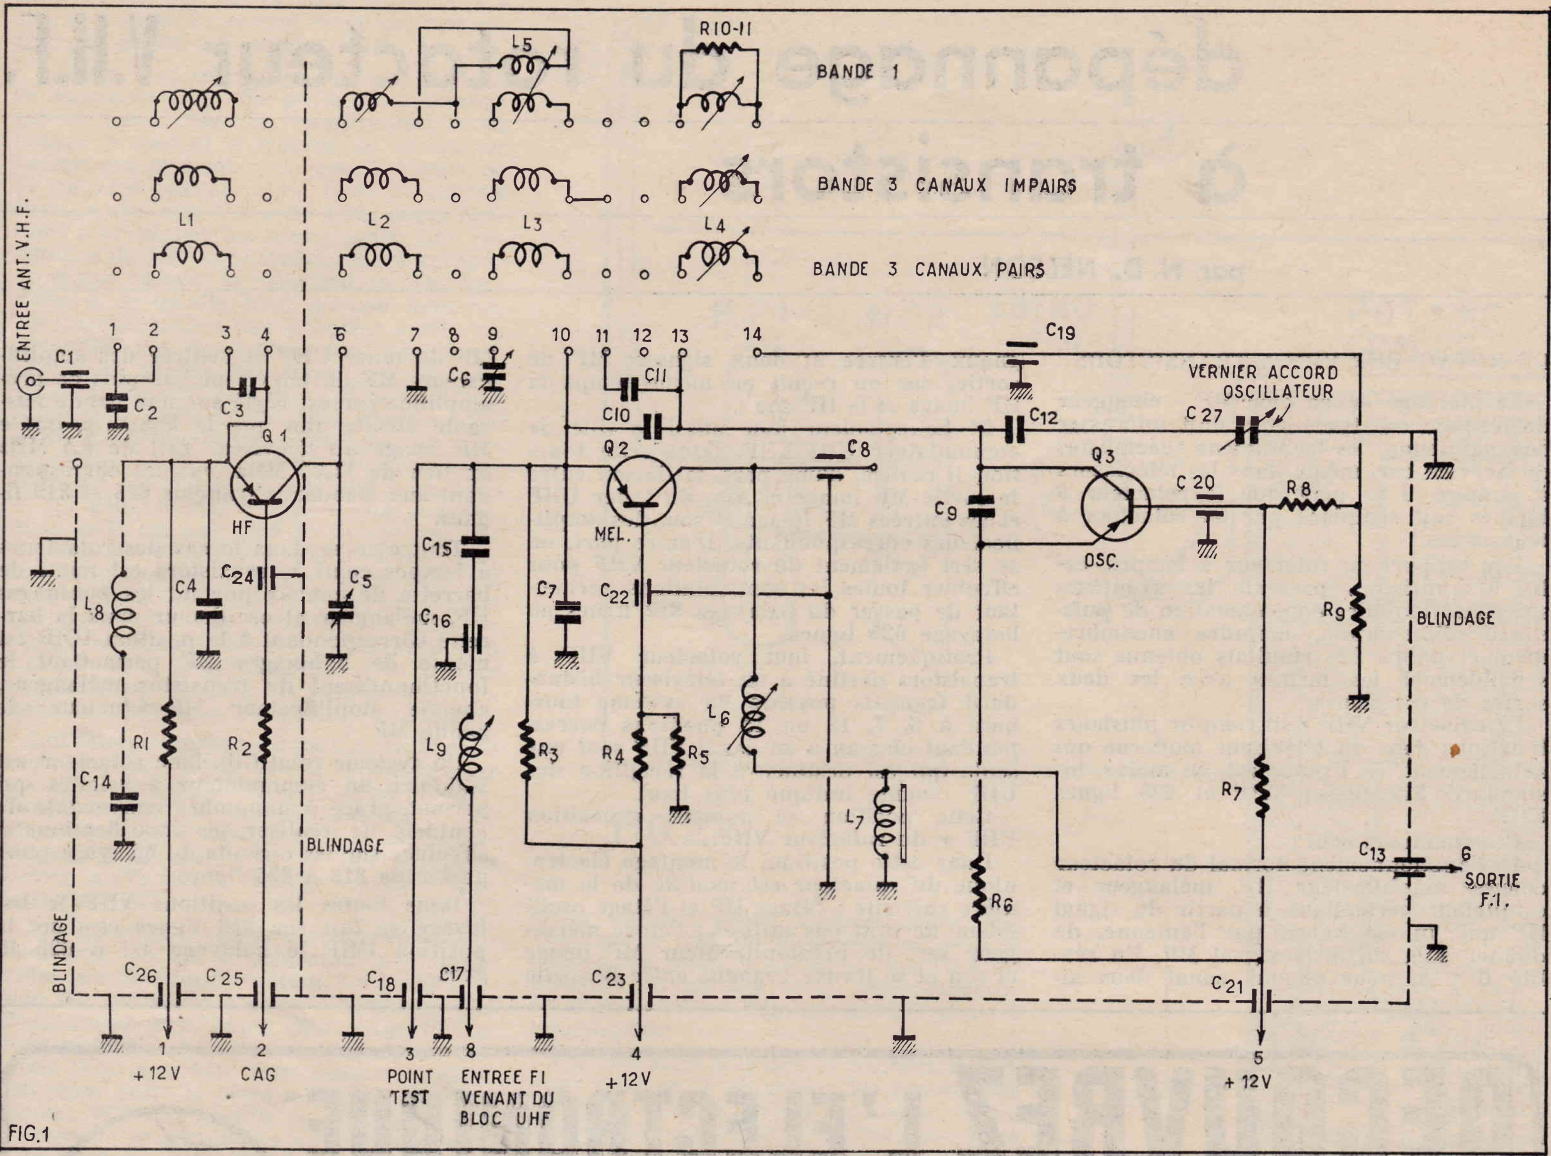 L5
R10-11
BANDE 1
BANDE 3 CANAUX IMPAIRS
L1
L2
L3
L4
BANDE 3 CANAUX PAIRS
ENTREE ANT. V.H.F.
1 2 3 4 6 7 8 9 10 11 12 13 14
C1
C2
C3
C6
C11
C10
C19
VERNIER ACCORD
OSCILLATEUR
C27
C12
Q1
HF
Q2
MEL.
C8
Q3
OSC.
C9
C20
R8
L8
C4
C24
C5
C15
C16
C7
C22
R9
BLINDAGE
R1
R2
L9
R3
R4
R5
L6
L7
R7
C14
BLINDAGE
C13
6
SORTIE
F.I.
R6
BLINDAGE
C26
C25
C18
C17
C23
C21
1
+12V
2
CAG
3
POINT
TEST
8
ENTREE FI
VENANT DU
BLOC UHF
4
+12V
5
+12V
FIG.1